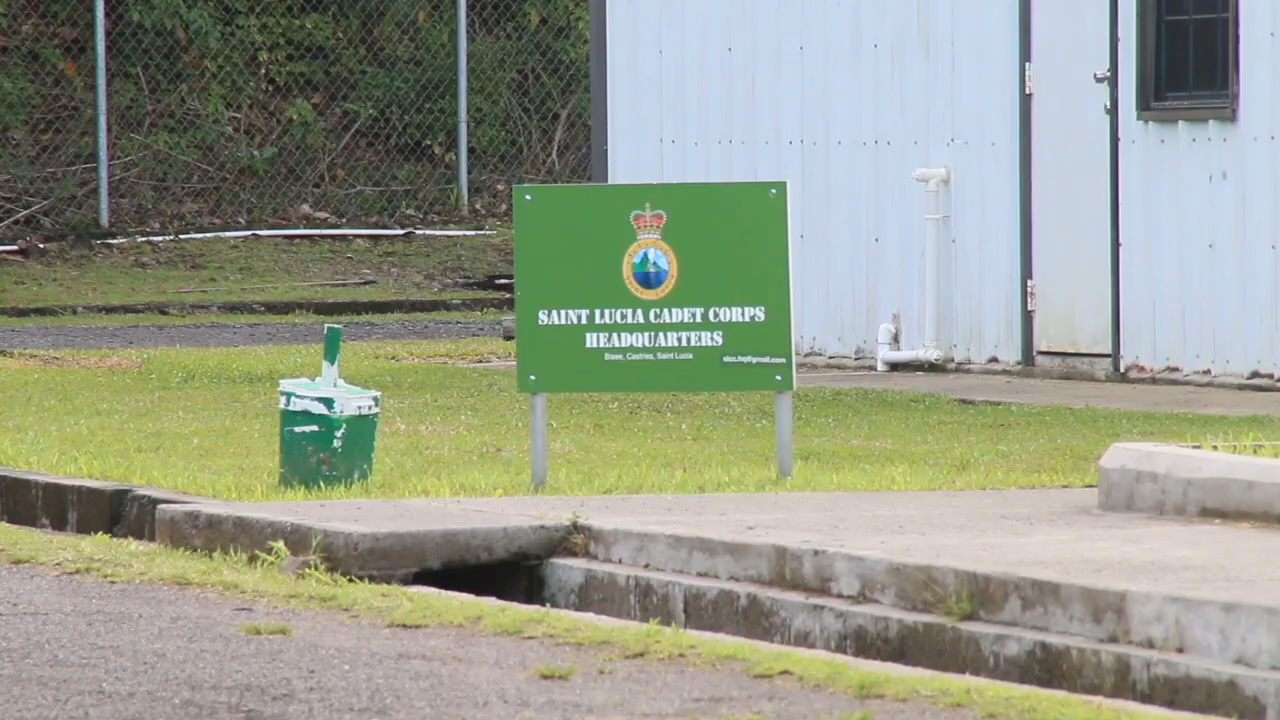 SAINT LUCIA CADET CORPS
HEADQUARTERS
Bisee, Castries, Saint Lucia
slcc.hq@gmail.com